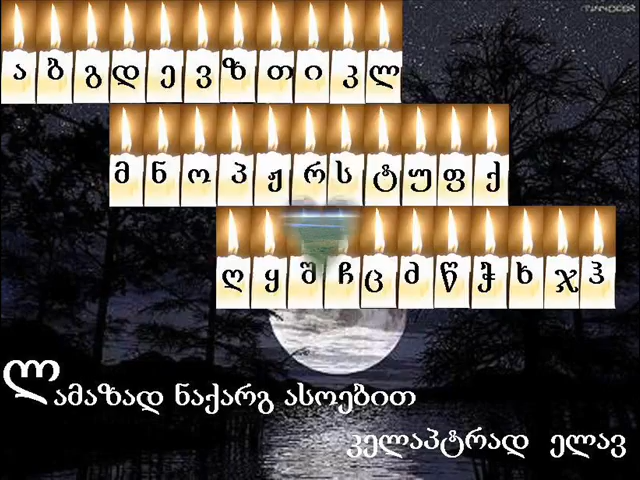 ა ბ გ დ ე ვ ზ თ ი კ ლ
მ ნ ო პ ჟ რ ს ტ უ ფ ქ
ღ ყ შ ჩ ც ძ წ ჭ ხ ჯ ჰ
ლამაზად ნაქარგ ასოებით
კელაპტრად ელავ